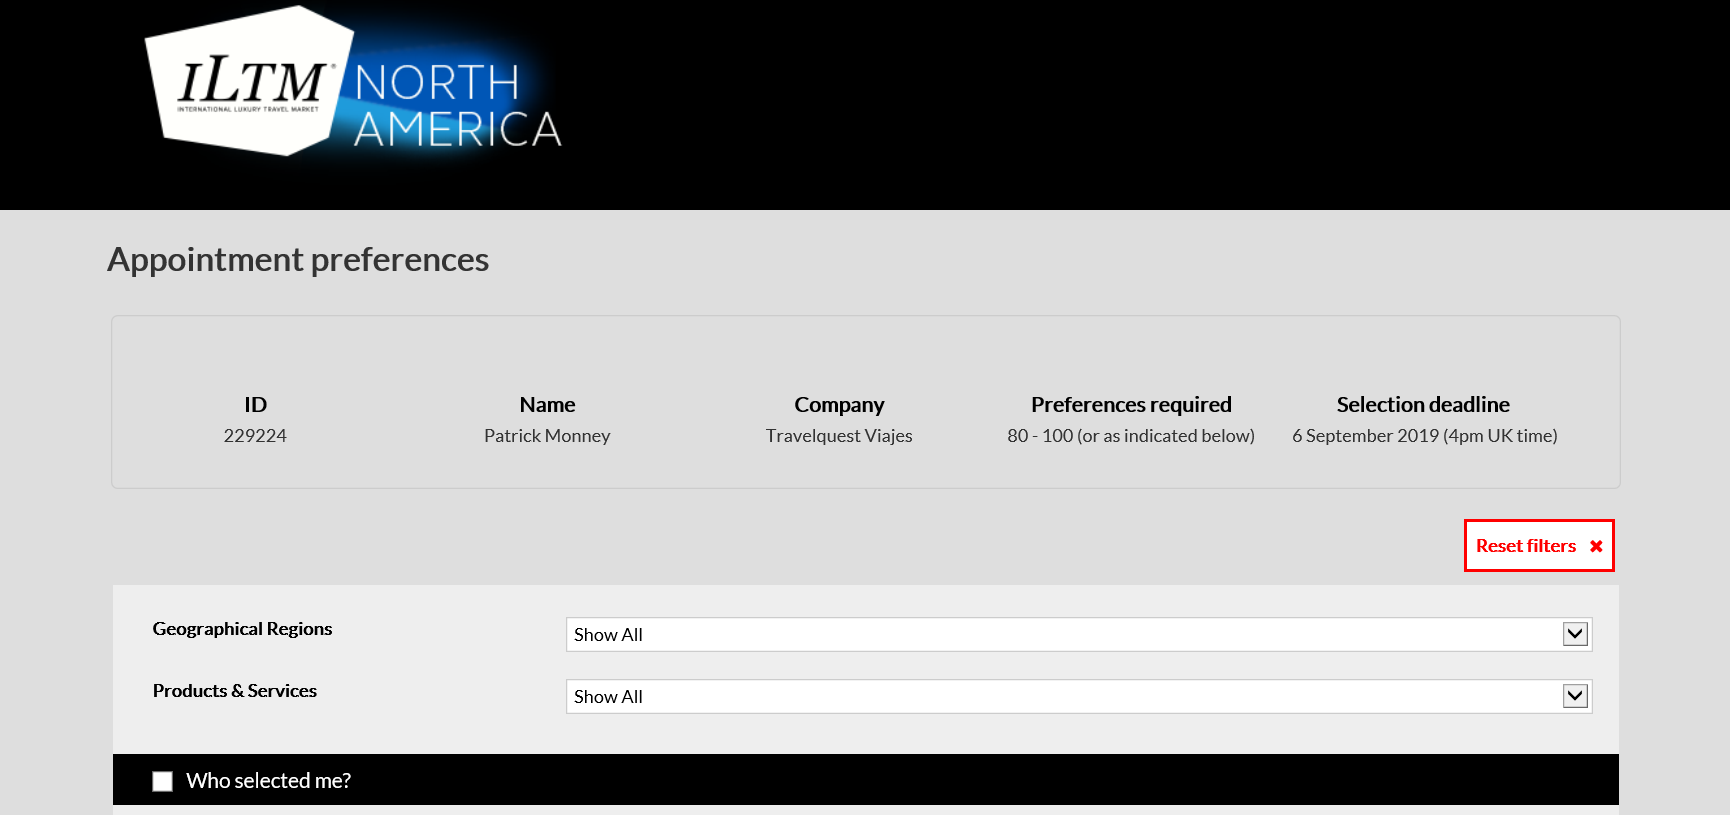 ILTM®
INTERNATIONAL LUXURY TRAVEL MARKET
NORTH
AMERICA
Appointment preferences
ID
Name
Company
Preferences required
Selection deadline
229224
Patrick Monney
Travelquest Viajes
80 - 100 (or as indicated below)
6 September 2019 (4pm UK time)
Reset filters ✖
Geographical Regions
Show All
Products & Services
Show All
Who selected me?